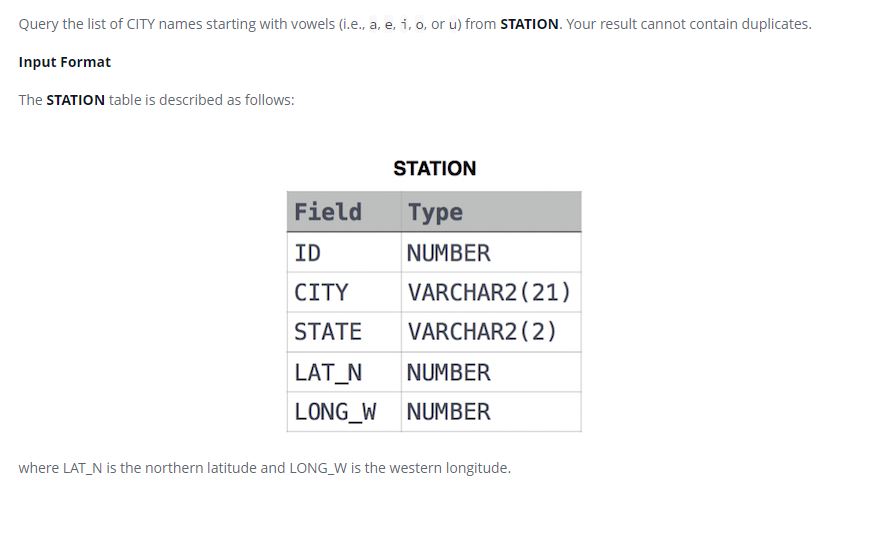 Query the list of CITY names starting with vowels (i.e., a, e, i, o, or u) from STATION. Your result cannot contain duplicates.
Input Format
The STATION table is described as follows:
STATION
Field Type
ID NUMBER
CITY VARCHAR2(21)
STATE VARCHAR2(2)
LAT_N NUMBER
LONG_W NUMBER
where LAT_N is the northern latitude and LONG_W is the western longitude.